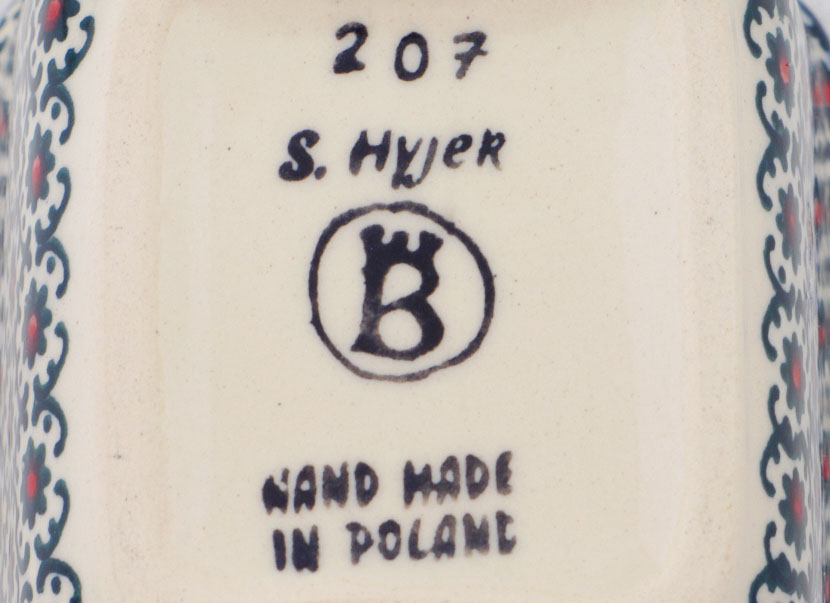 207
S. Hyjer
B
HAND MADE
IN POLAND